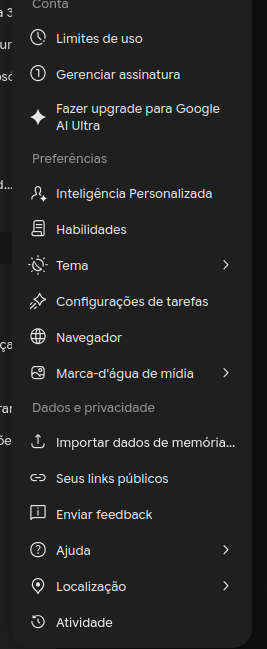 Conta
Limites de uso
Gerenciar assinatura
Fazer upgrade para Google
AI Ultra
Preferências
Inteligência Personalizada
Habilidades
Tema
Configurações de tarefas
Navegador
Marca-d'água de mídia
Dados e privacidade
Importar dados de memória...
Seus links públicos
Enviar feedback
Ajuda
Localização
Atividade